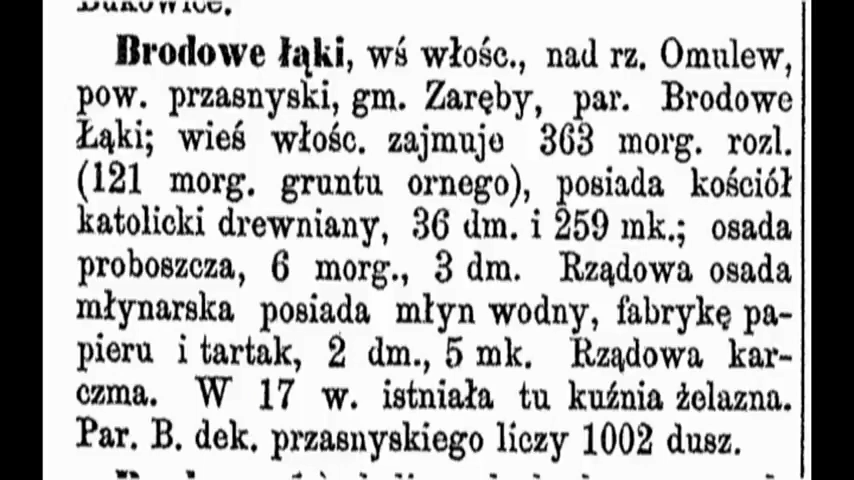 Bukowice.
Brodowe łąki, wś włośc., nad rz. Omulew,
pow. przasnyski, gm. Zaręby, par. Brodowe
Łąki; wieś włośc. zajmuje 363 morg. rozl.
(121 morg. gruntu ornego), posiada kościół
katolicki drewniany, 36 dm. i 259 mk.; osada
proboszcza, 6 morg., 3 dm. Rządowa osada
młynarska posiada młyn wodny, fabrykę pa-
pieru i tartak, 2 dm., 5 mk. Rządowa kar-
czma. W 17 w. istniała tu kuźnia żelazna.
Par. B. dek. przasnyskiego liczy 1002 dusz.